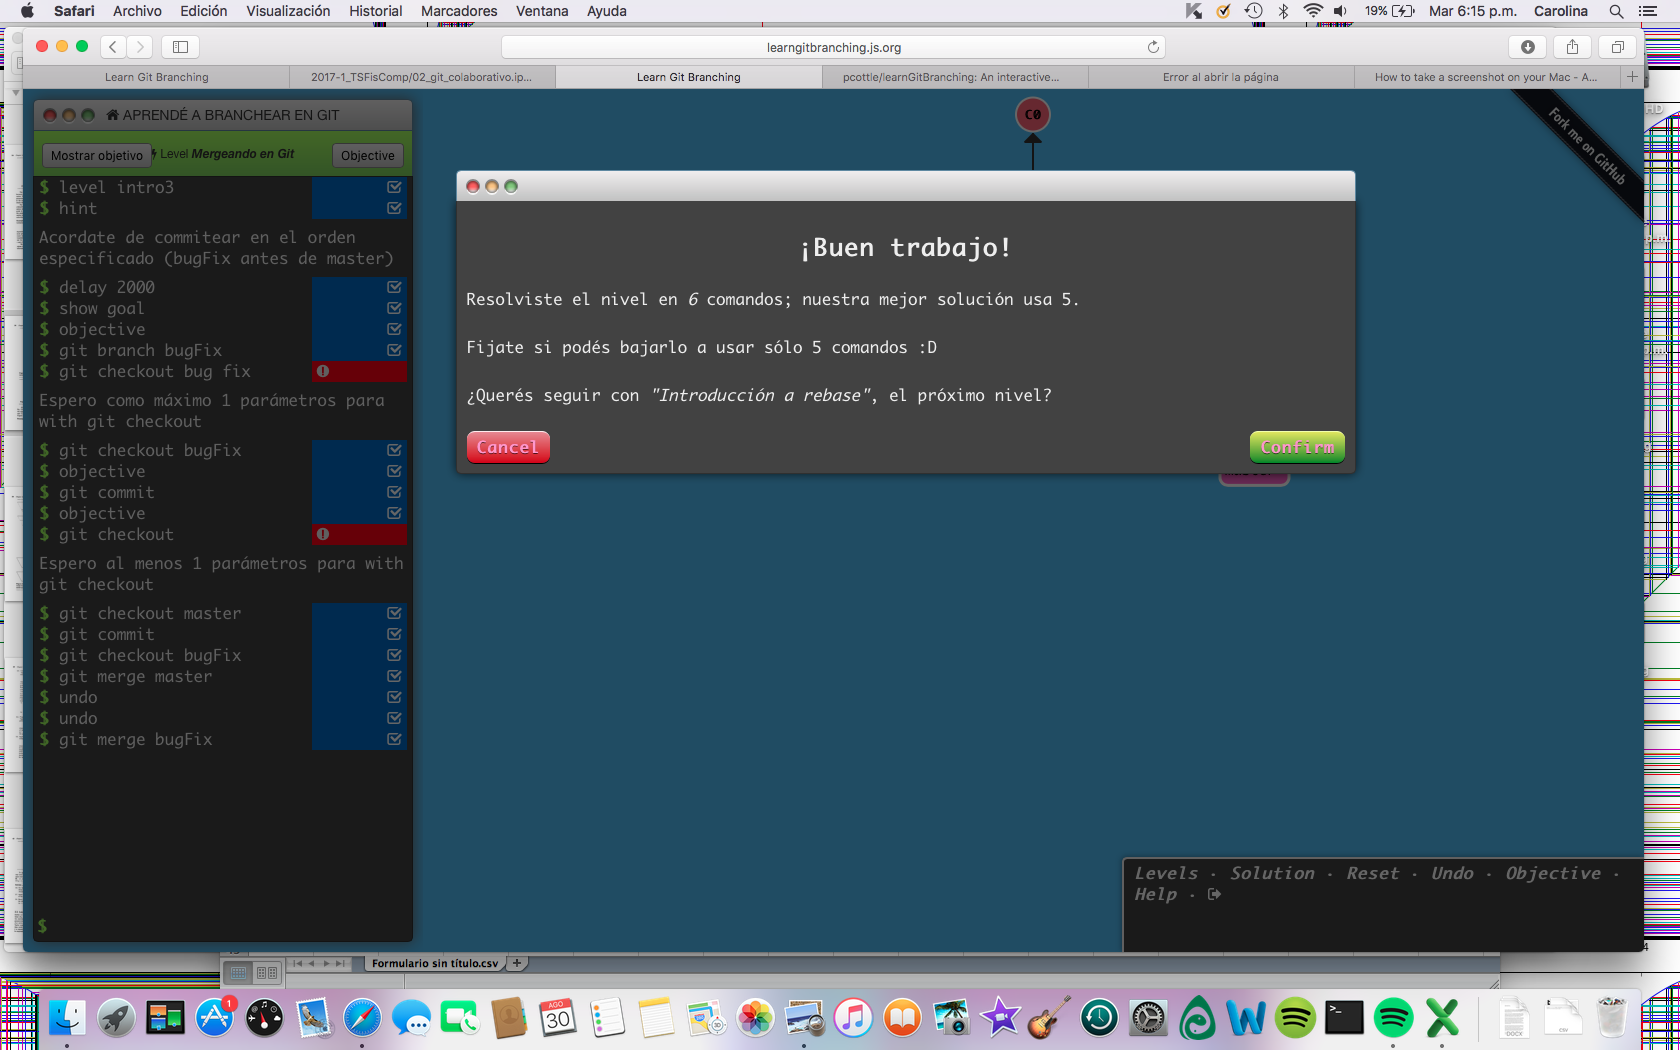 Safari Archivo Edición Visualización Historial Marcadores Ventana Ayuda 19% Mar 6:15 p.m. Carolina
learngitbranching.js.org
Learn Git Branching 2017-1_TSFisComp/02_git_colaborativo.ip... Learn Git Branching pcottle/learnGitBranching: An interactive... Error al abrir la página How to take a screenshot on your Mac - A...
APRENDÉ A BRANCHEAR EN GIT
Mostrar objetivo Level Mergeando en Git Objective
$ level intro3
$ hint
Acordate de commitear en el orden
especificado (bugFix antes de master)
$ delay 2000
$ show goal
$ objective
$ git branch bugFix
$ git checkout bug fix
Espero como máximo 1 parámetros para
with git checkout
$ git checkout bugFix
$ objective
$ git commit
$ objective
$ git checkout
Espero al menos 1 parámetros para with
git checkout
$ git checkout master
$ git commit
$ git checkout bugFix
$ git merge master
$ undo
$ undo
$ git merge bugFix
$
C0
Fork me on GitHub
¡Buen trabajo!
Resolviste el nivel en 6 comandos; nuestra mejor solución usa 5.
Fijate si podés bajarlo a usar sólo 5 comandos :D
¿Querés seguir con "Introducción a rebase", el próximo nivel?
Cancel Confirm
Levels · Solution · Reset · Undo · Objective ·
Help ·
Formulario sin título.csv
1
AGO
30
DOCX
CSV